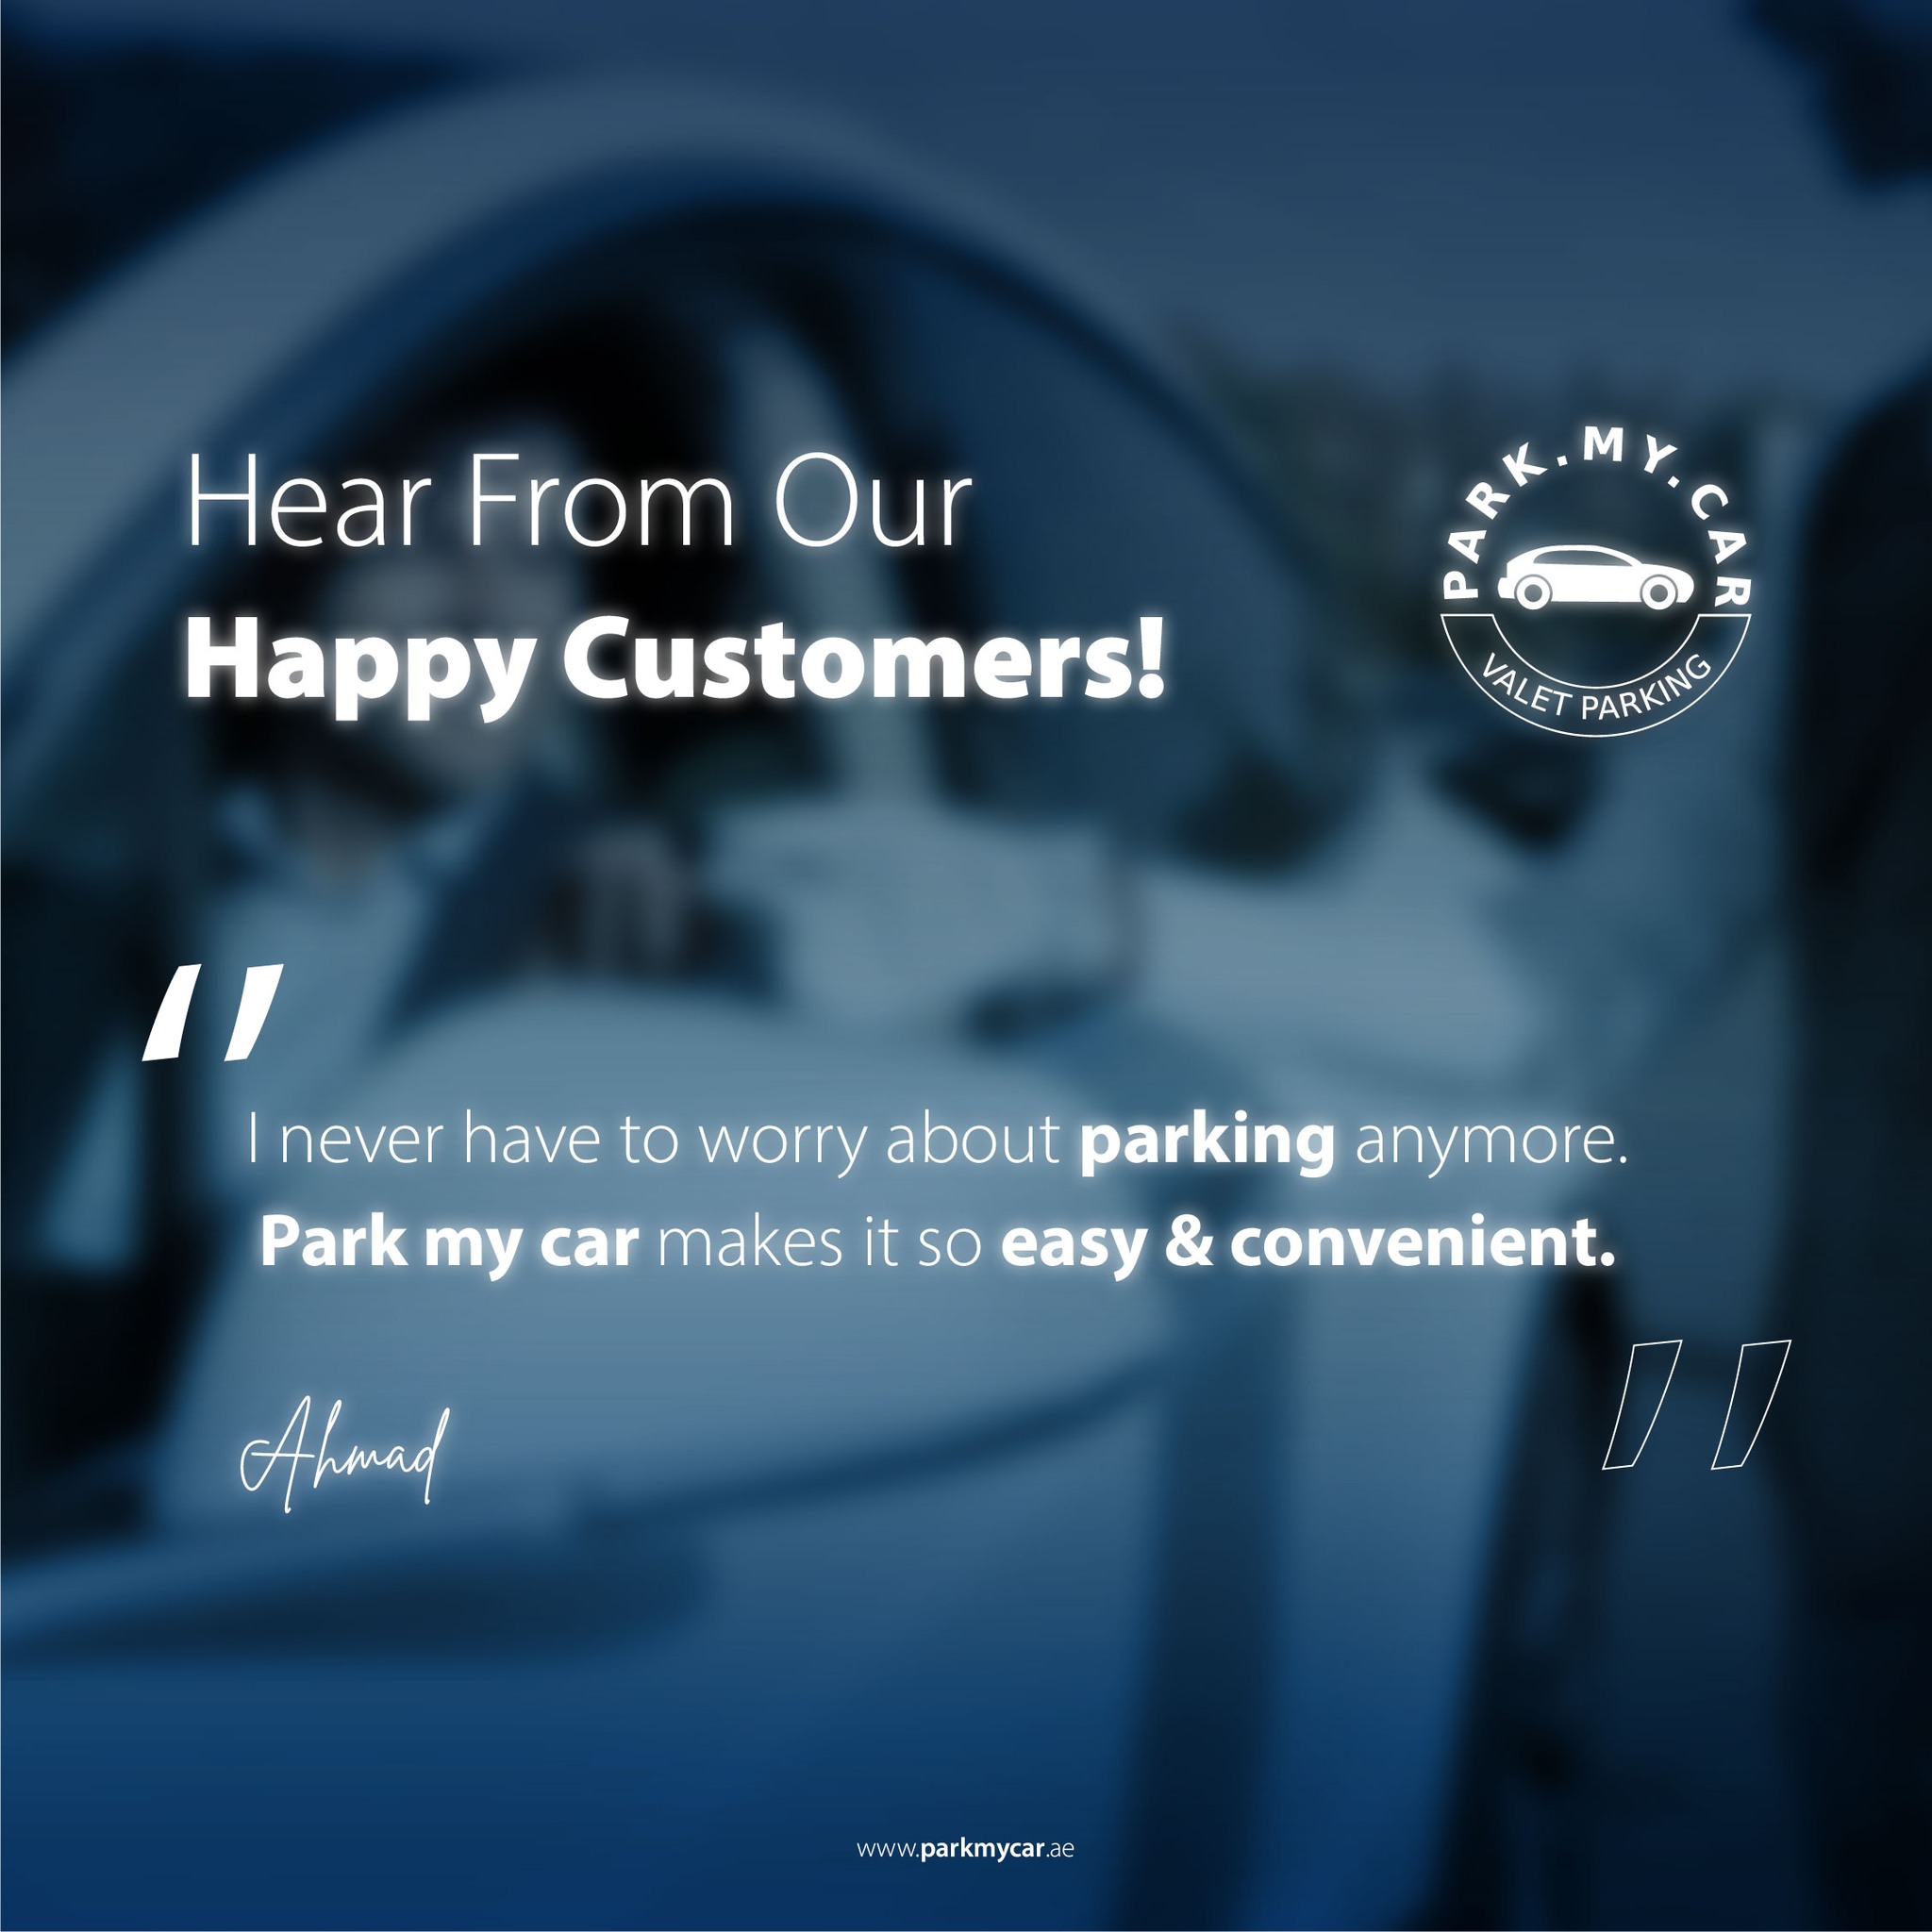 Hear From Our
Happy Customers!
PARK.MY.CAR
VALET PARKING
"
I never have to worry about parking anymore.
Park my car makes it so easy & convenient.
"
Ahmad
www.parkmycar.ae